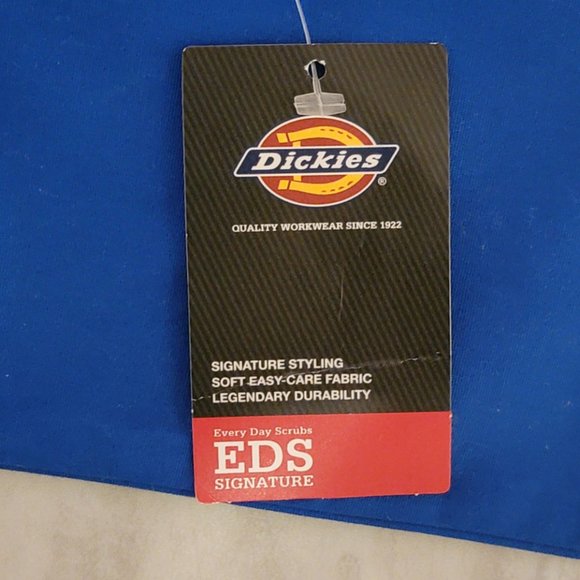 Dickies
®
QUALITY WORKWEAR SINCE 1922
SIGNATURE STYLING
SOFT EASY-CARE FABRIC
LEGENDARY DURABILITY
Every Day Scrubs
EDS
SIGNATURE